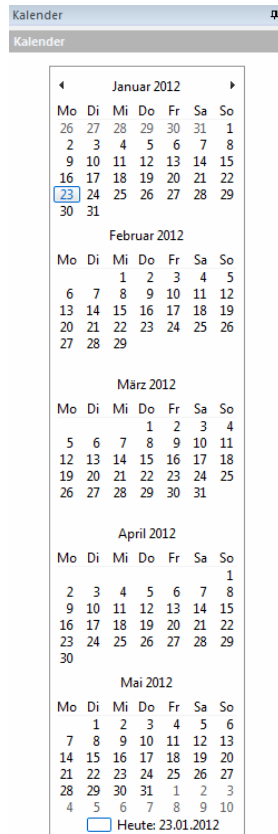 Kalender
Kalender
Januar 2012
Mo Di Mi Do Fr Sa So
26 27 28 29 30 31 1
2 3 4 5 6 7 8
9 10 11 12 13 14 15
16 17 18 19 20 21 22
23 24 25 26 27 28 29
30 31
Februar 2012
Mo Di Mi Do Fr Sa So
1 2 3 4 5
6 7 8 9 10 11 12
13 14 15 16 17 18 19
20 21 22 23 24 25 26
27 28 29
März 2012
Mo Di Mi Do Fr Sa So
1 2 3 4
5 6 7 8 9 10 11
12 13 14 15 16 17 18
19 20 21 22 23 24 25
26 27 28 29 30 31
April 2012
Mo Di Mi Do Fr Sa So
1
2 3 4 5 6 7 8
9 10 11 12 13 14 15
16 17 18 19 20 21 22
23 24 25 26 27 28 29
30
Mai 2012
Mo Di Mi Do Fr Sa So
1 2 3 4 5 6
7 8 9 10 11 12 13
14 15 16 17 18 19 20
21 22 23 24 25 26 27
28 29 30 31 1 2 3
4 5 6 7 8 9 10
Heute: 23.01.2012